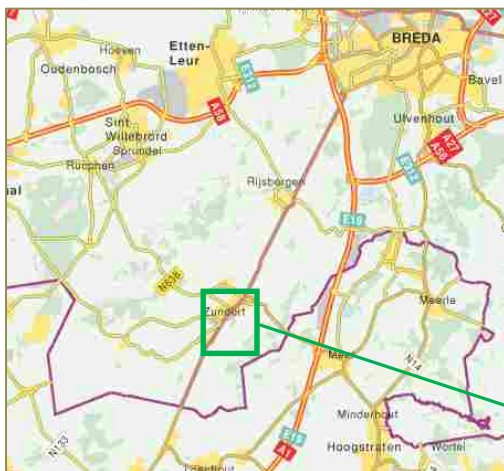 BREDA
Etten-
Leur
Hoeven
Oudenbosch
E312
Bavel
A58
Sint
Willebrord
Sprundel
Ulvenhout
A27
A58
E312
Rucphen
Rijsbergen
E19
N638
Zundert
Meerle
Meer
N14
Minderhout
N133
E19
A1
Hoogstraten
Wortel